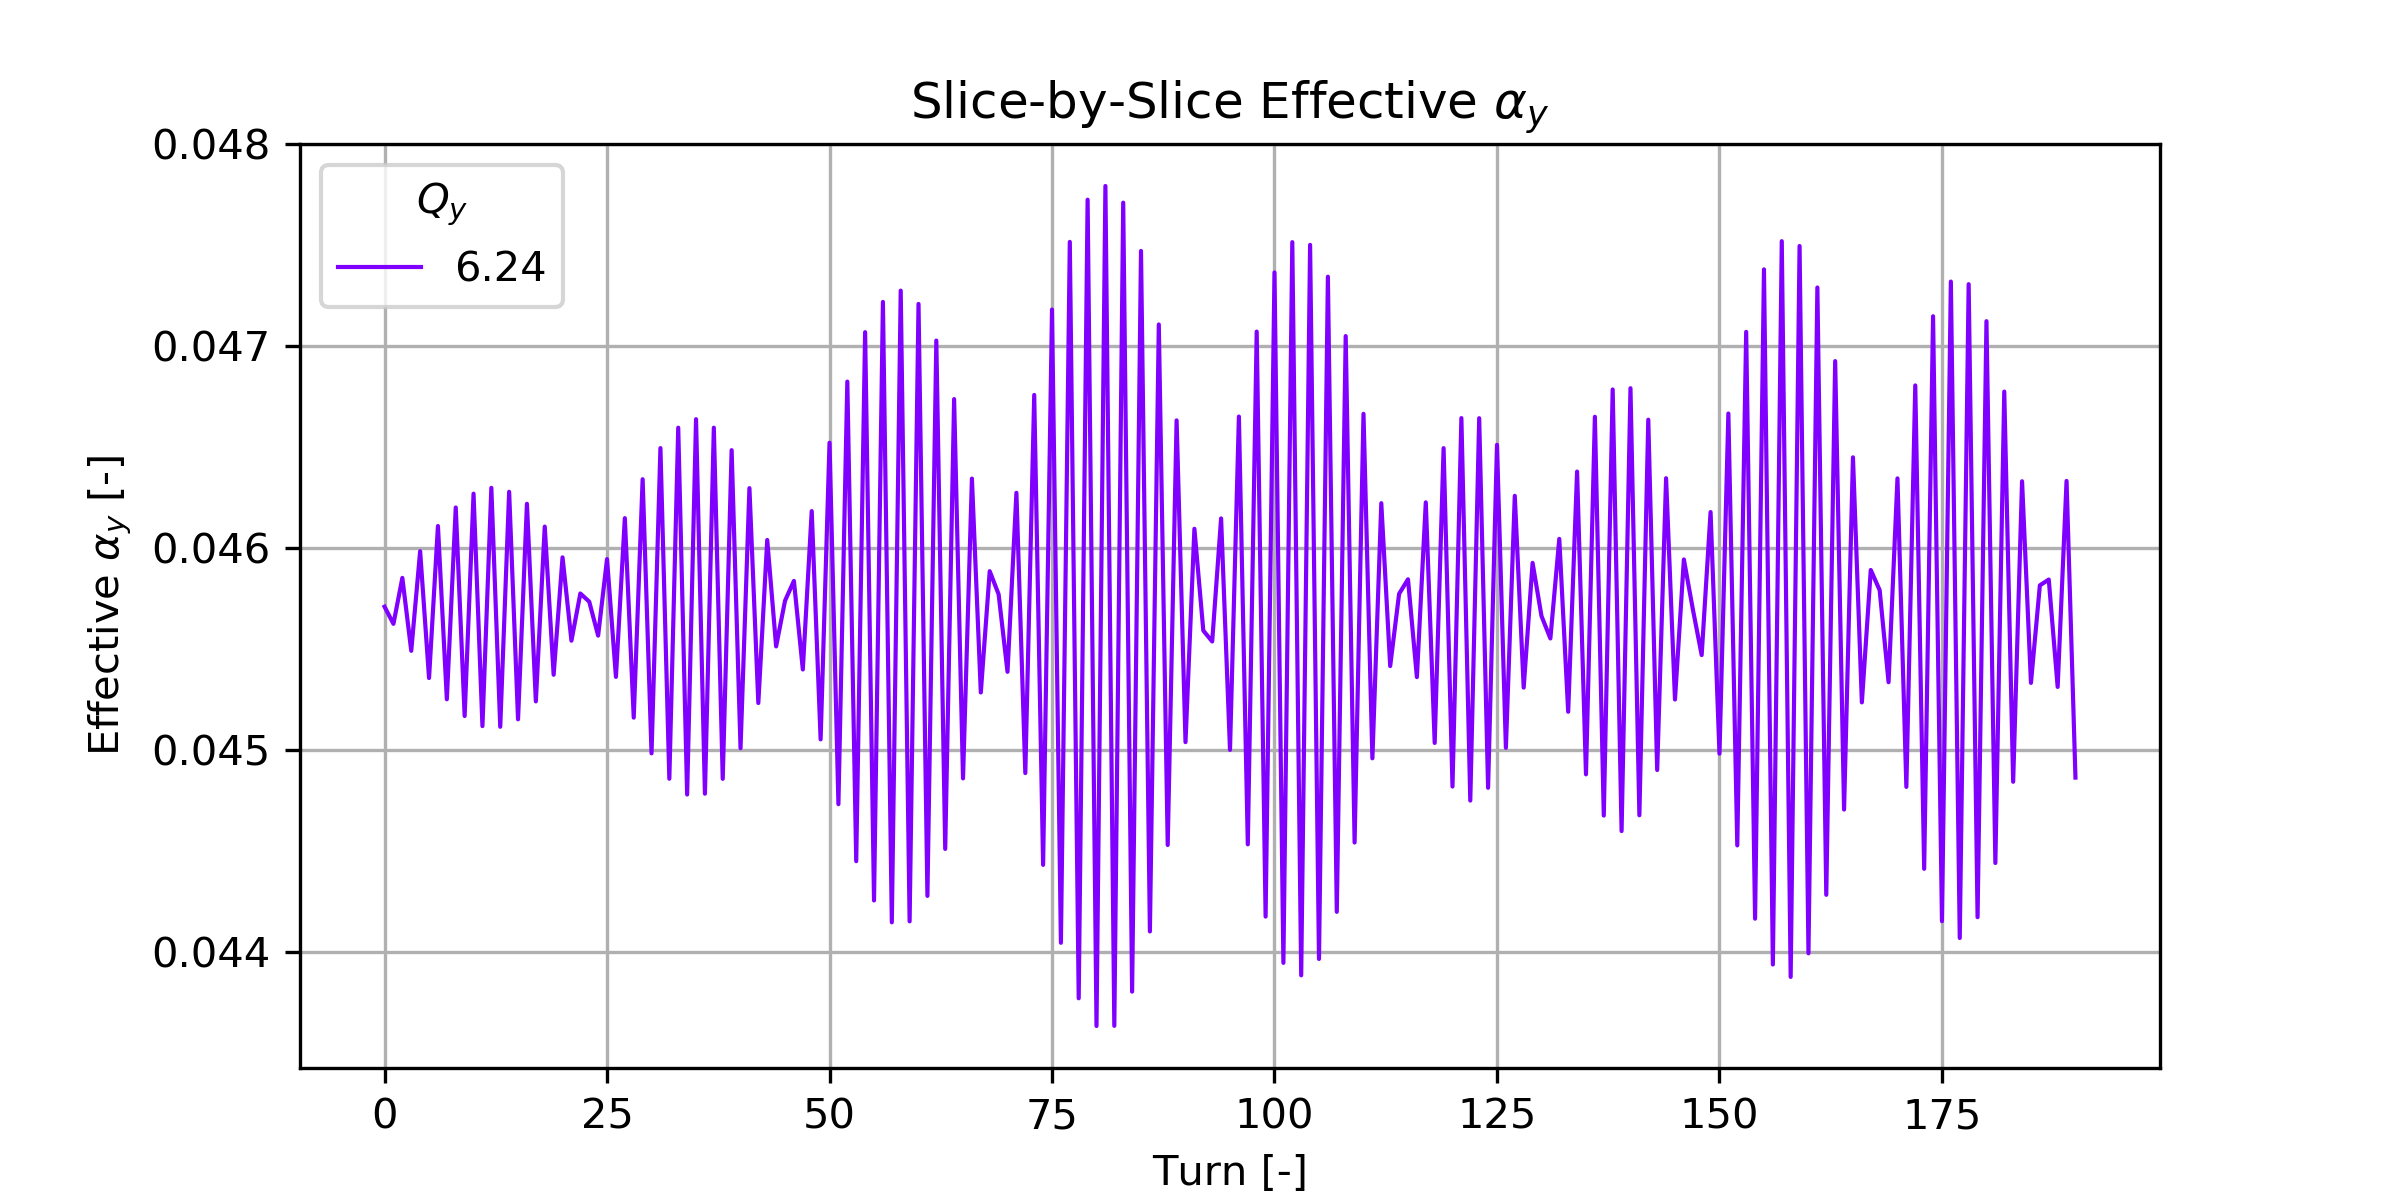 Slice-by-Slice Effective αy
0.048
0.047
0.046
0.045
0.044
Effective αy [-]
Qy
6.24
0 25 50 75 100 125 150 175
Turn [-]